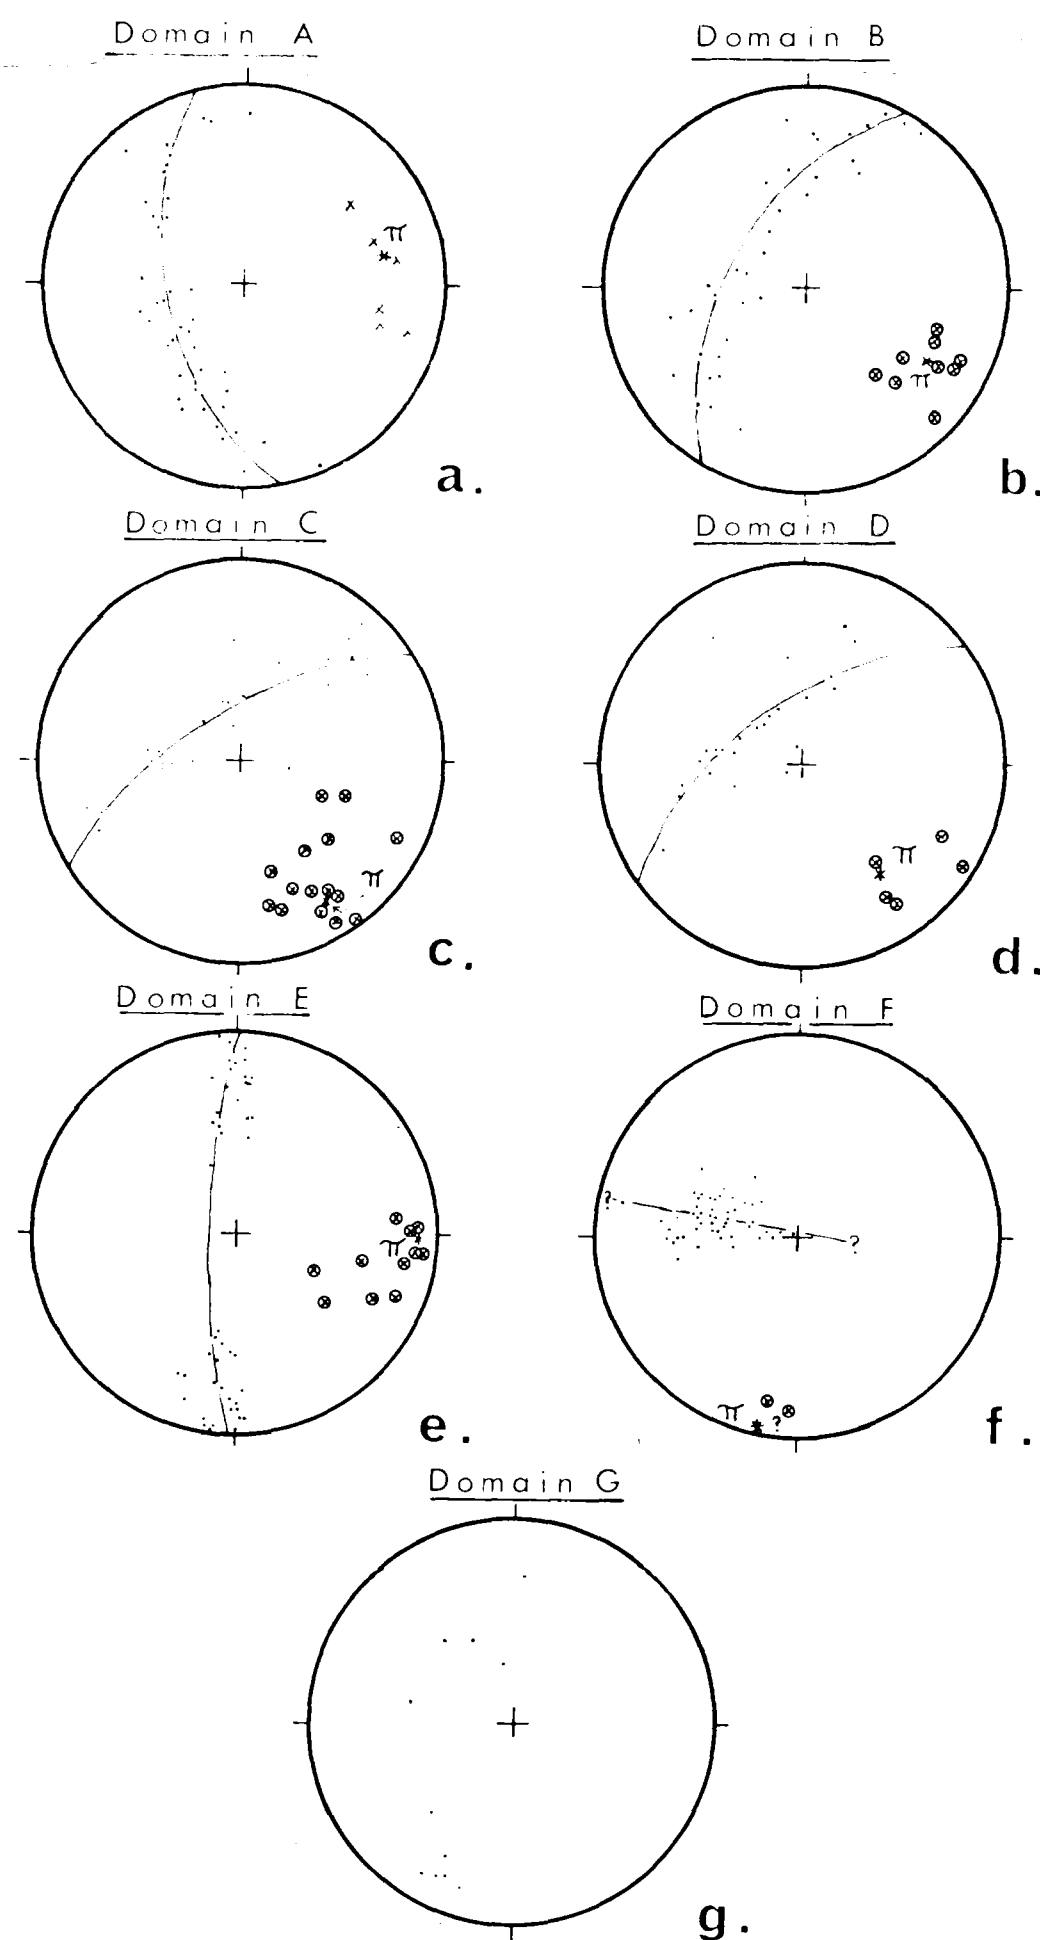 Domain A
Domain B
π
π
a.
b.
Domain C
Domain D
π
π
c.
d.
Domain E
Domain F
?
?
π
π
?
e.
f.
Domain G
g.